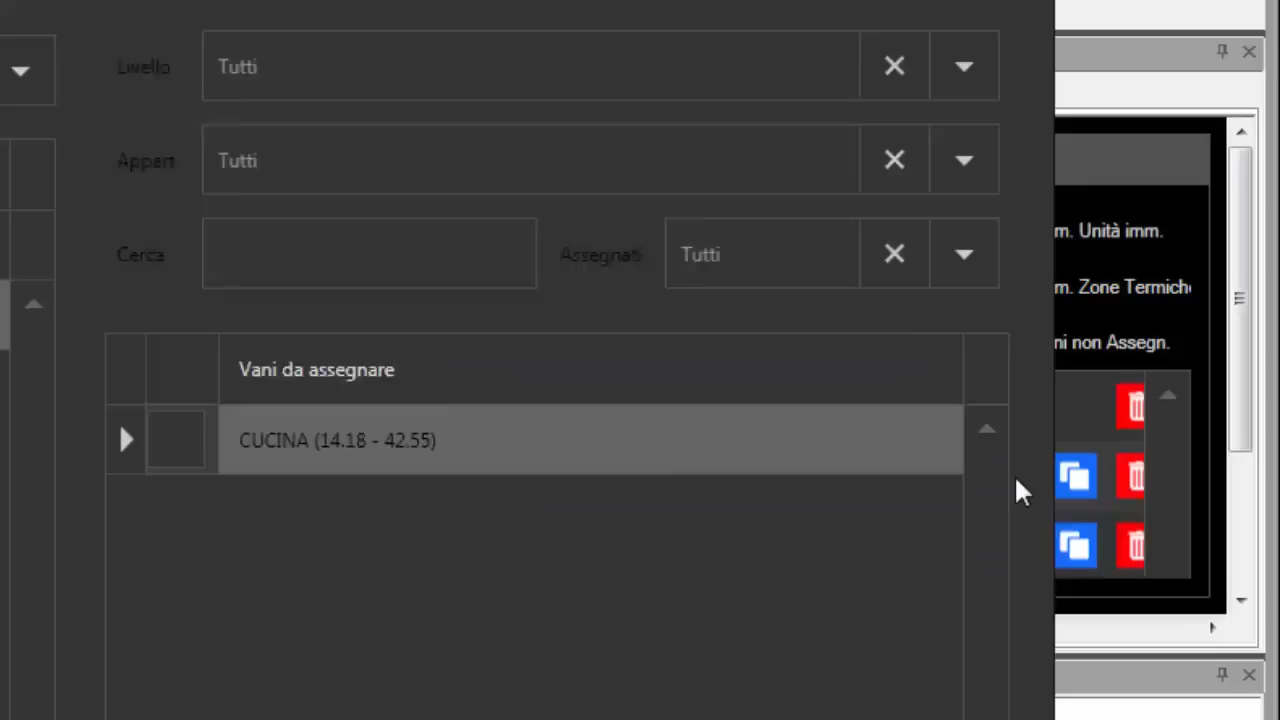 Livello Tutti
Appart Tutti
Cerca Assegnati Tutti
Vani da assegnare
CUCINA (14.18 - 42.55)
m. Unità imm.
m. Zone Termich
ni non Assegn.